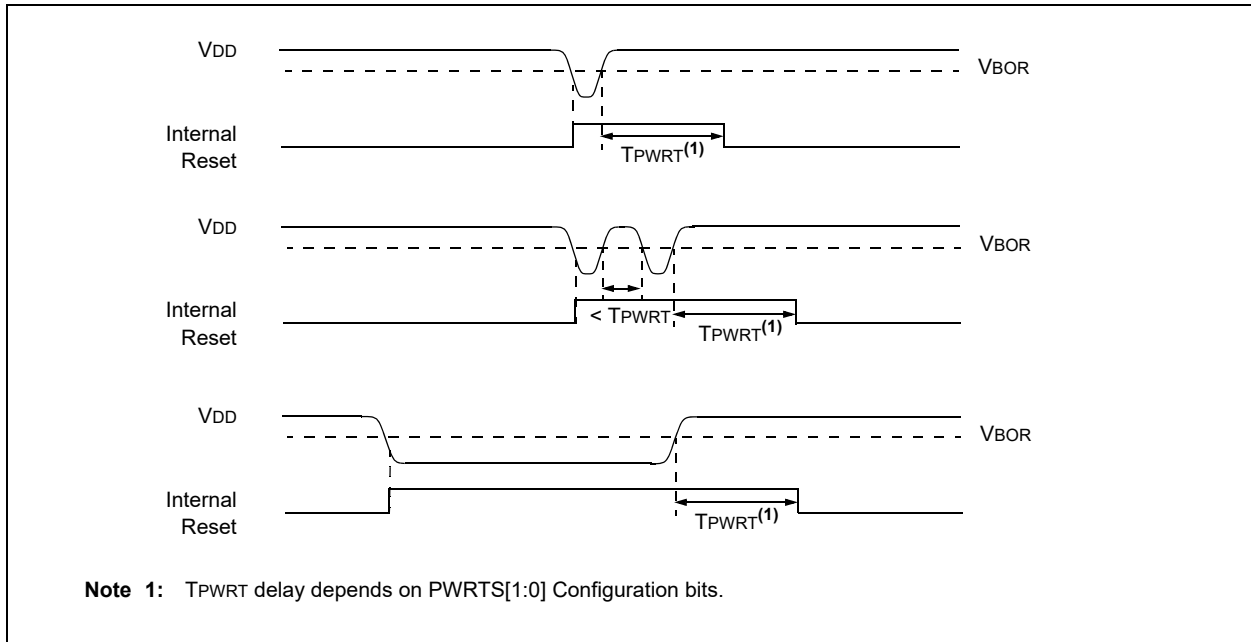 VDD
VBOR
Internal
Reset
TPWRT(1)
VDD
VBOR
Internal
Reset
< TPWRT
TPWRT(1)
VDD
VBOR
Internal
Reset
TPWRT(1)
Note 1: TPWRT delay depends on PWRTS[1:0] Configuration bits.